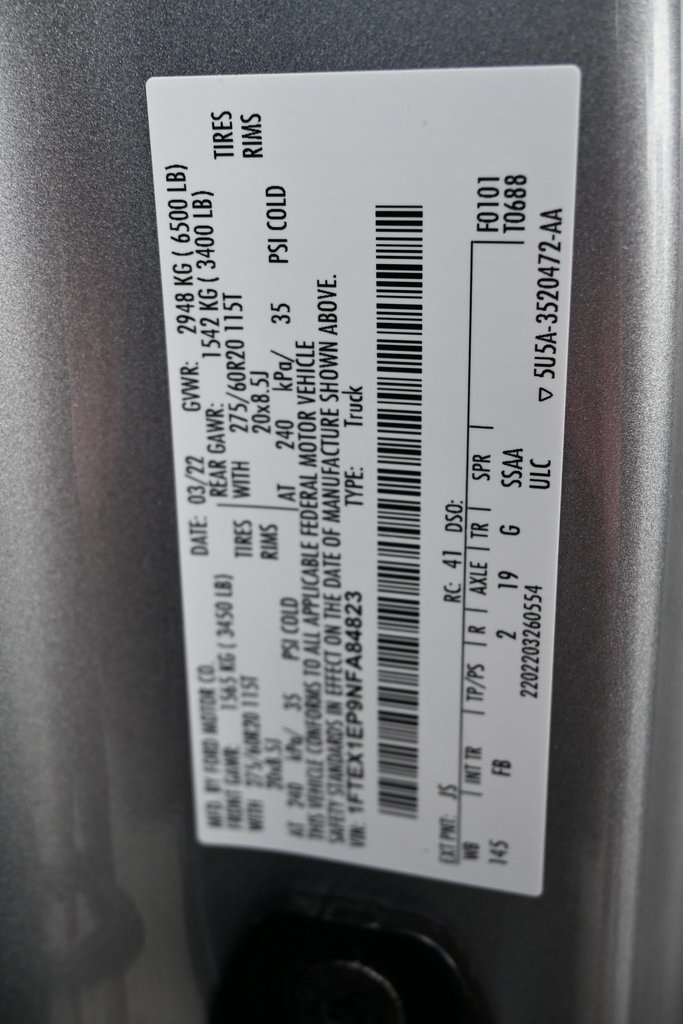 MFD. BY FORD MOTOR CO.
DATE: 03/22 GVWR: 2948 KG ( 6500 LB)
FRONT GAWR: 1565 KG ( 3450 LB) REAR GAWR: 1542 KG ( 3400 LB)
WITH 275/60R20 115T TIRES WITH 275/60R20 115T TIRES
20x8.5J RIMS 20x8.5J RIMS
AT 240 kPa/ 35 PSI COLD AT 240 kPa/ 35 PSI COLD
THIS VEHICLE CONFORMS TO ALL APPLICABLE FEDERAL MOTOR VEHICLE
SAFETY STANDARDS IN EFFECT ON THE DATE OF MANUFACTURE SHOWN ABOVE.
VIN: 1FTEX1EP9NFA84823 TYPE: Truck
F0101
T0688
EXT PNT: JS RC: 41 DSO:
WB INT TR TP/PS R AXLE TR SPR
145 FB 2 19 G SSAA
2202203260554 ULC ▽ 5U5A-3520472-AA